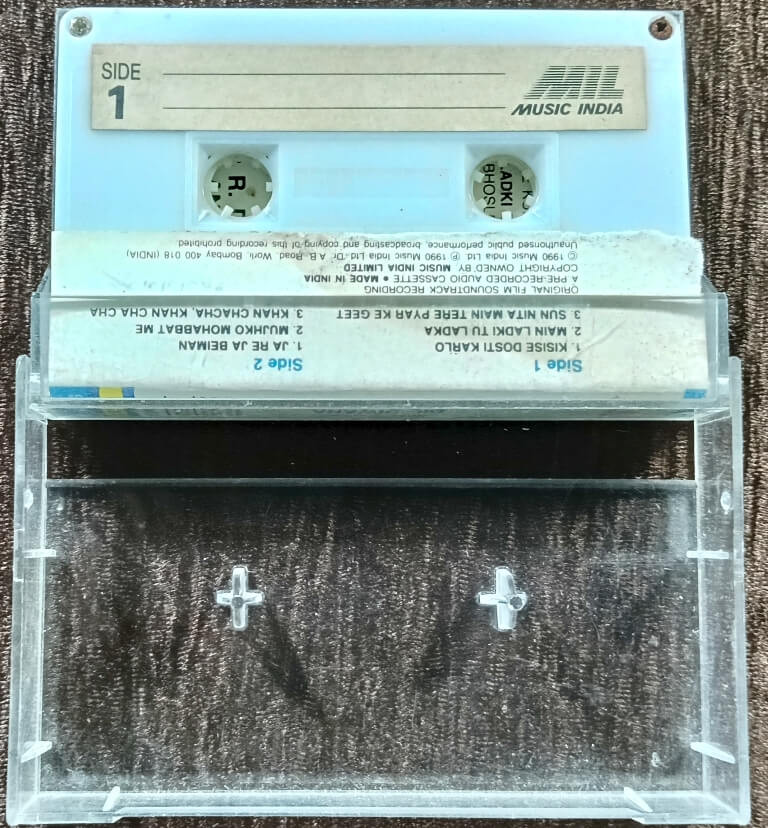 SIDE
1
MIL
MUSIC INDIA
R.
LADKI
BHOSL
Side 1
1. KISISE DOSTI KARLO
2. MAIN LADKI TU LADKA
3. SUN NITA MAIN TERE PYAR KE GEET
Side 2
1. JA RE JA BEIMAN
2. MUJHKO MOHABBAT ME
3. KHAN CHACHA, KHAN CHA CHA
ORIGINAL FILM SOUNDTRACK RECORDING
A PRE-RECORDED AUDIO CASSETTE • MADE IN INDIA
COPYRIGHT OWNED BY: MUSIC INDIA LIMITED
© 1990 Music India Ltd. ℗ 1990 Music India Ltd. Dr. A.B. Road. Worli. Bombay 400 018 (INDIA)
Unauthorised public performance, broadcasting and copying of this recording prohibited